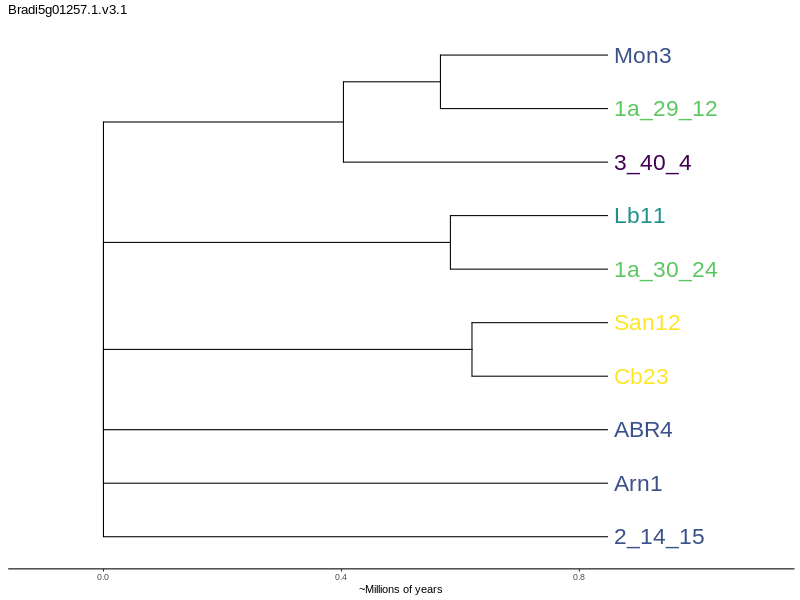 Bradi5g01257.1.v3.1
Mon3
1a_29_12
3_40_4
Lb11
1a_30_24
San12
Cb23
ABR4
Arn1
2_14_15
0.0 0.4 0.8
~Millions of years